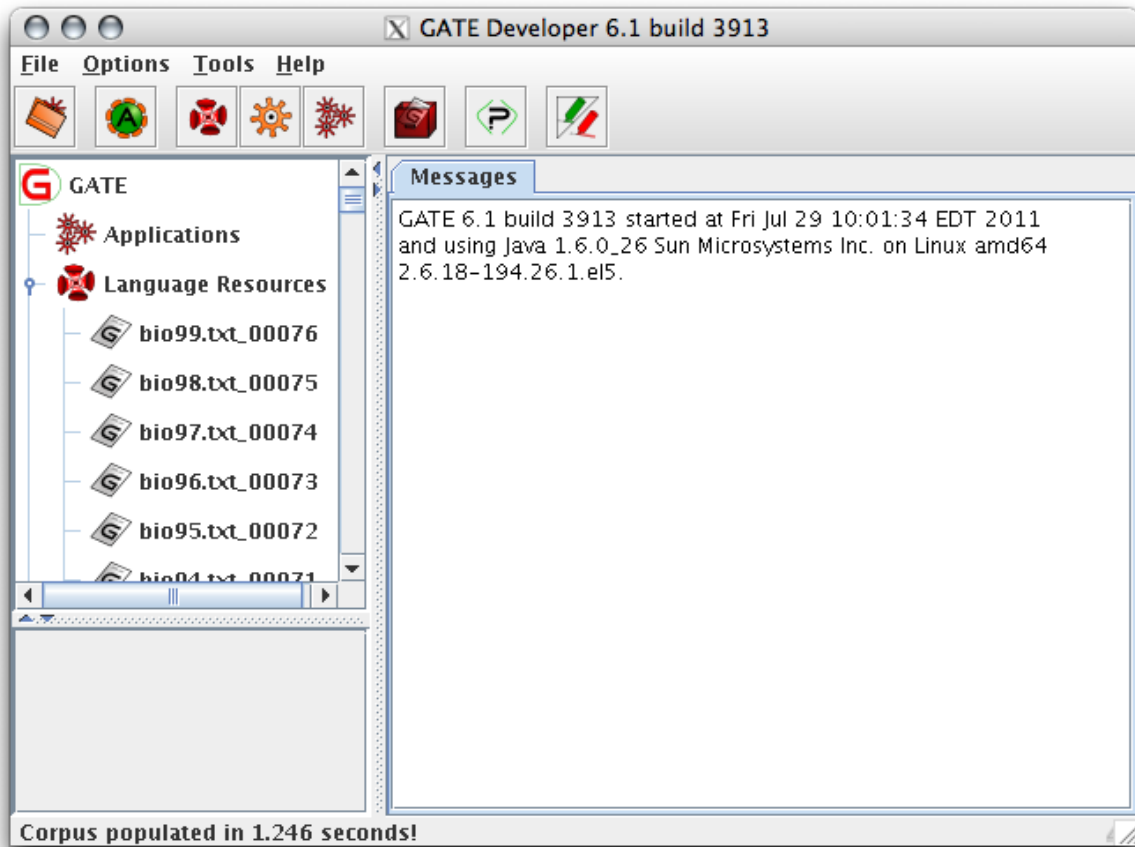 GATE Developer 6.1 build 3913
File Options Tools Help
GATE
Applications
Language Resources
bio99.txt_00076
bio98.txt_00075
bio97.txt_00074
bio96.txt_00073
bio95.txt_00072
bio94.txt_00071
Messages
GATE 6.1 build 3913 started at Fri Jul 29 10:01:34 EDT 2011
and using Java 1.6.0_26 Sun Microsystems Inc. on Linux amd64
2.6.18-194.26.1.el5.
Corpus populated in 1.246 seconds!